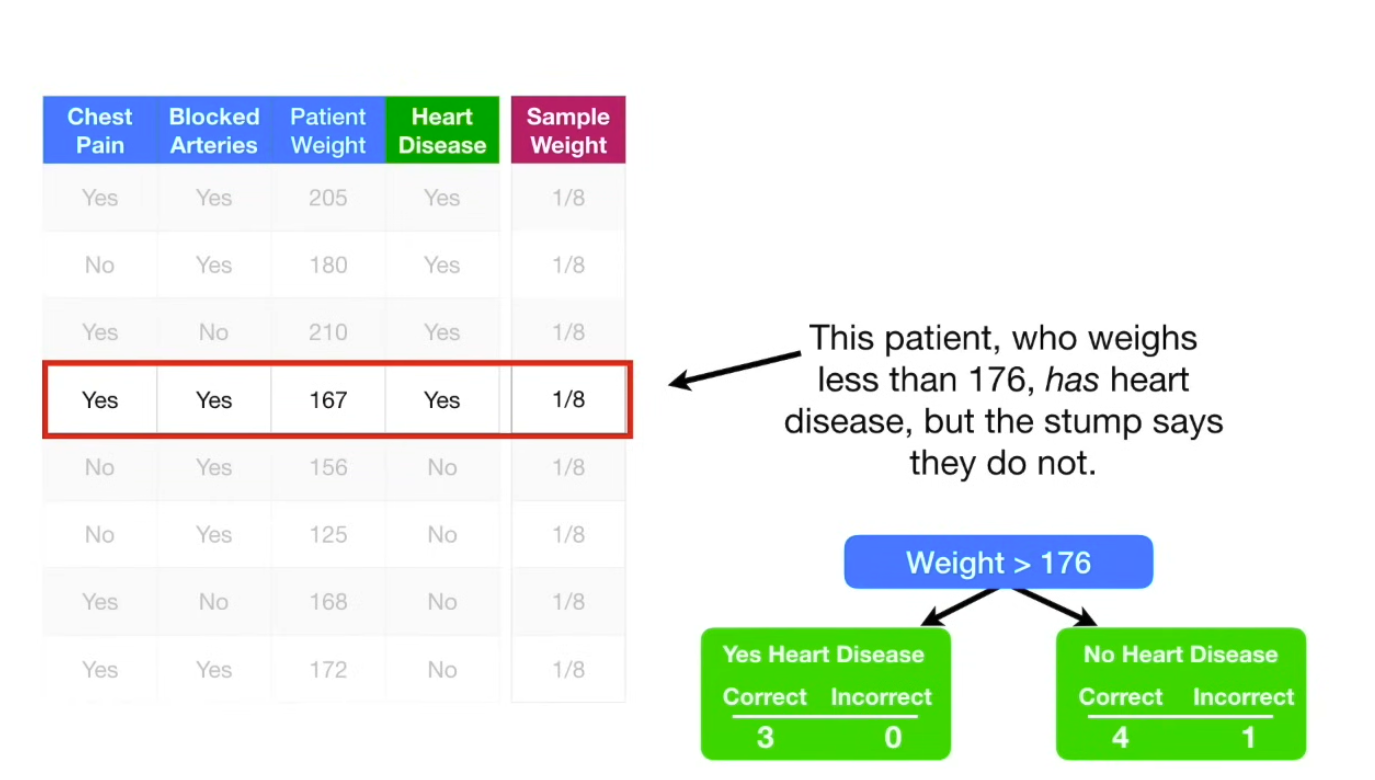 Chest Pain Blocked Arteries Patient Weight Heart Disease Sample Weight
Yes Yes 205 Yes 1/8
No Yes 180 Yes 1/8
Yes No 210 Yes 1/8
Yes Yes 167 Yes 1/8
No Yes 156 No 1/8
No Yes 125 No 1/8
Yes No 168 No 1/8
Yes Yes 172 No 1/8
This patient, who weighs
less than 176, has heart
disease, but the stump says
they do not.
Weight > 176
Yes Heart Disease
Correct Incorrect
3 0
No Heart Disease
Correct Incorrect
4 1